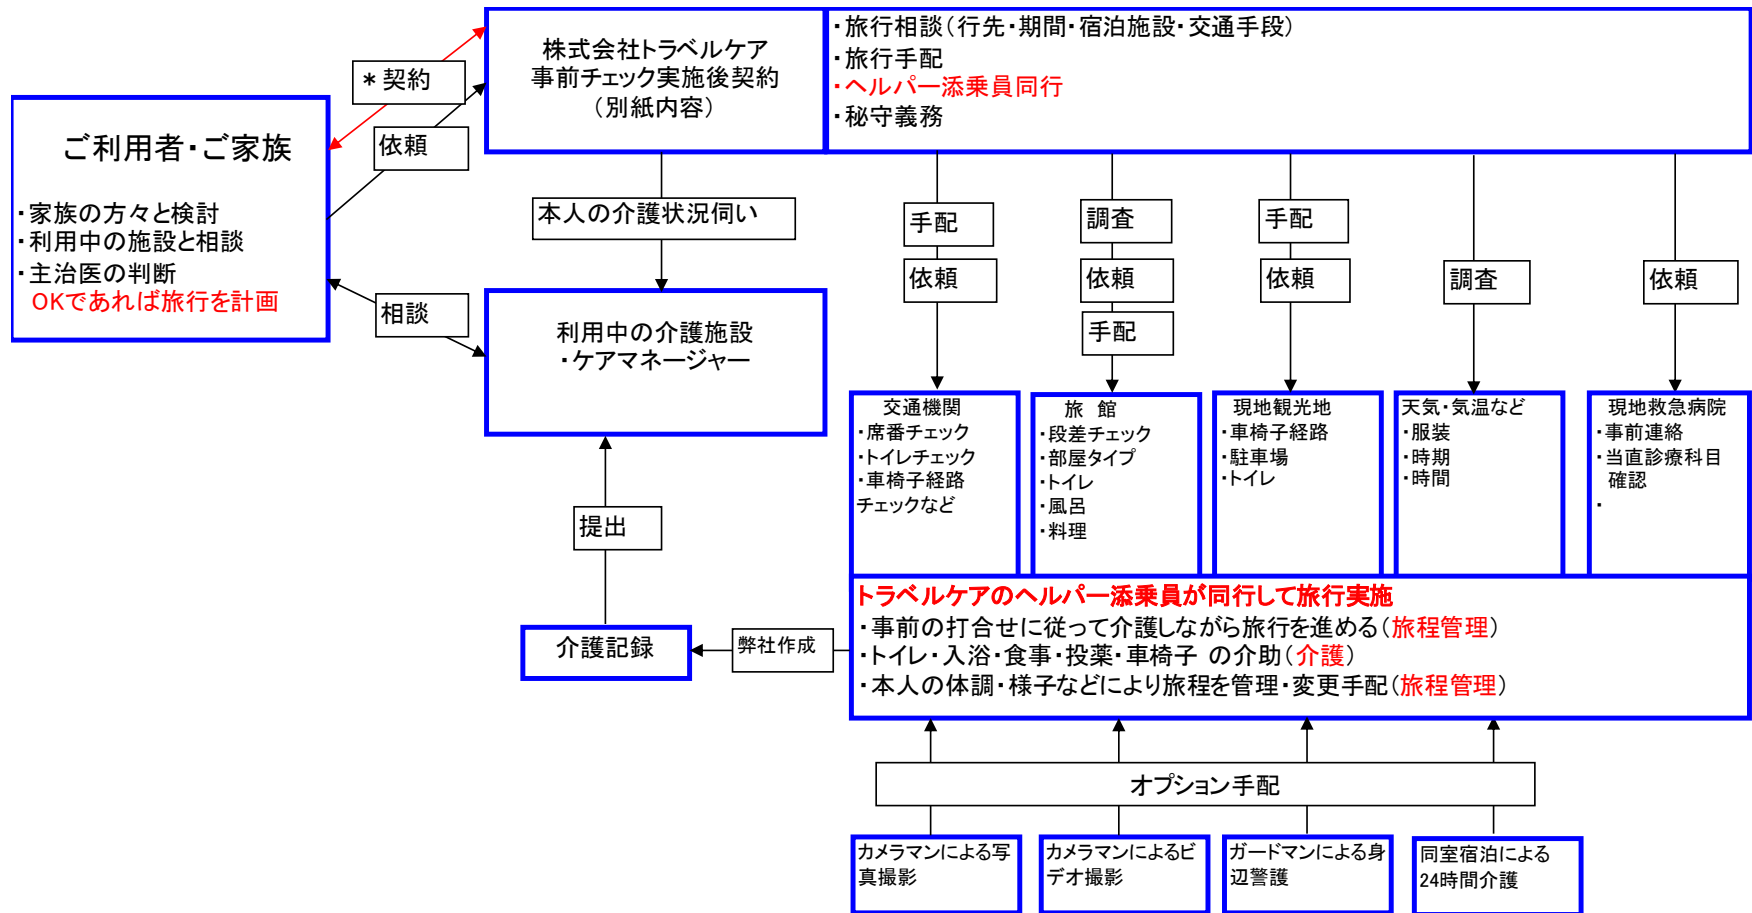 株式会社トラベルケア
事前チェック実施後契約
(別紙内容)
・旅行相談(行先・期間・宿泊施設・交通手段)
・旅行手配
・ヘルパー添乗員同行
・秘守義務
*契約
依頼
ご利用者・ご家族
・家族の方々と検討
・利用中の施設と相談
・主治医の判断
OKであれば旅行を計画
本人の介護状況伺い
相談
利用中の介護施設
・ケアマネージャー
手配
依頼
調査
依頼
手配
手配
依頼
調査
依頼
交通機関
・席番チェック
・トイレチェック
・車椅子経路
チェックなど
旅 館
・段差チェック
・部屋タイプ
・トイレ
・風呂
・料理
現地観光地
・車椅子経路
・駐車場
・トイレ
天気・気温など
・服装
・時期
・時間
現地救急病院
・事前連絡
・当直診療科目
確認
・
提出
介護記録
弊社作成
トラベルケアのヘルパー添乗員が同行して旅行実施
・事前の打合せに従って介護しながら旅行を進める(旅程管理)
・トイレ・入浴・食事・投薬・車椅子 の介助(介護)
・本人の体調・様子などにより旅程を管理・変更手配(旅程管理)
オプション手配
カメラマンによる写
真撮影
カメラマンによるビ
デオ撮影
ガードマンによる身
辺警護
同室宿泊による
24時間介護